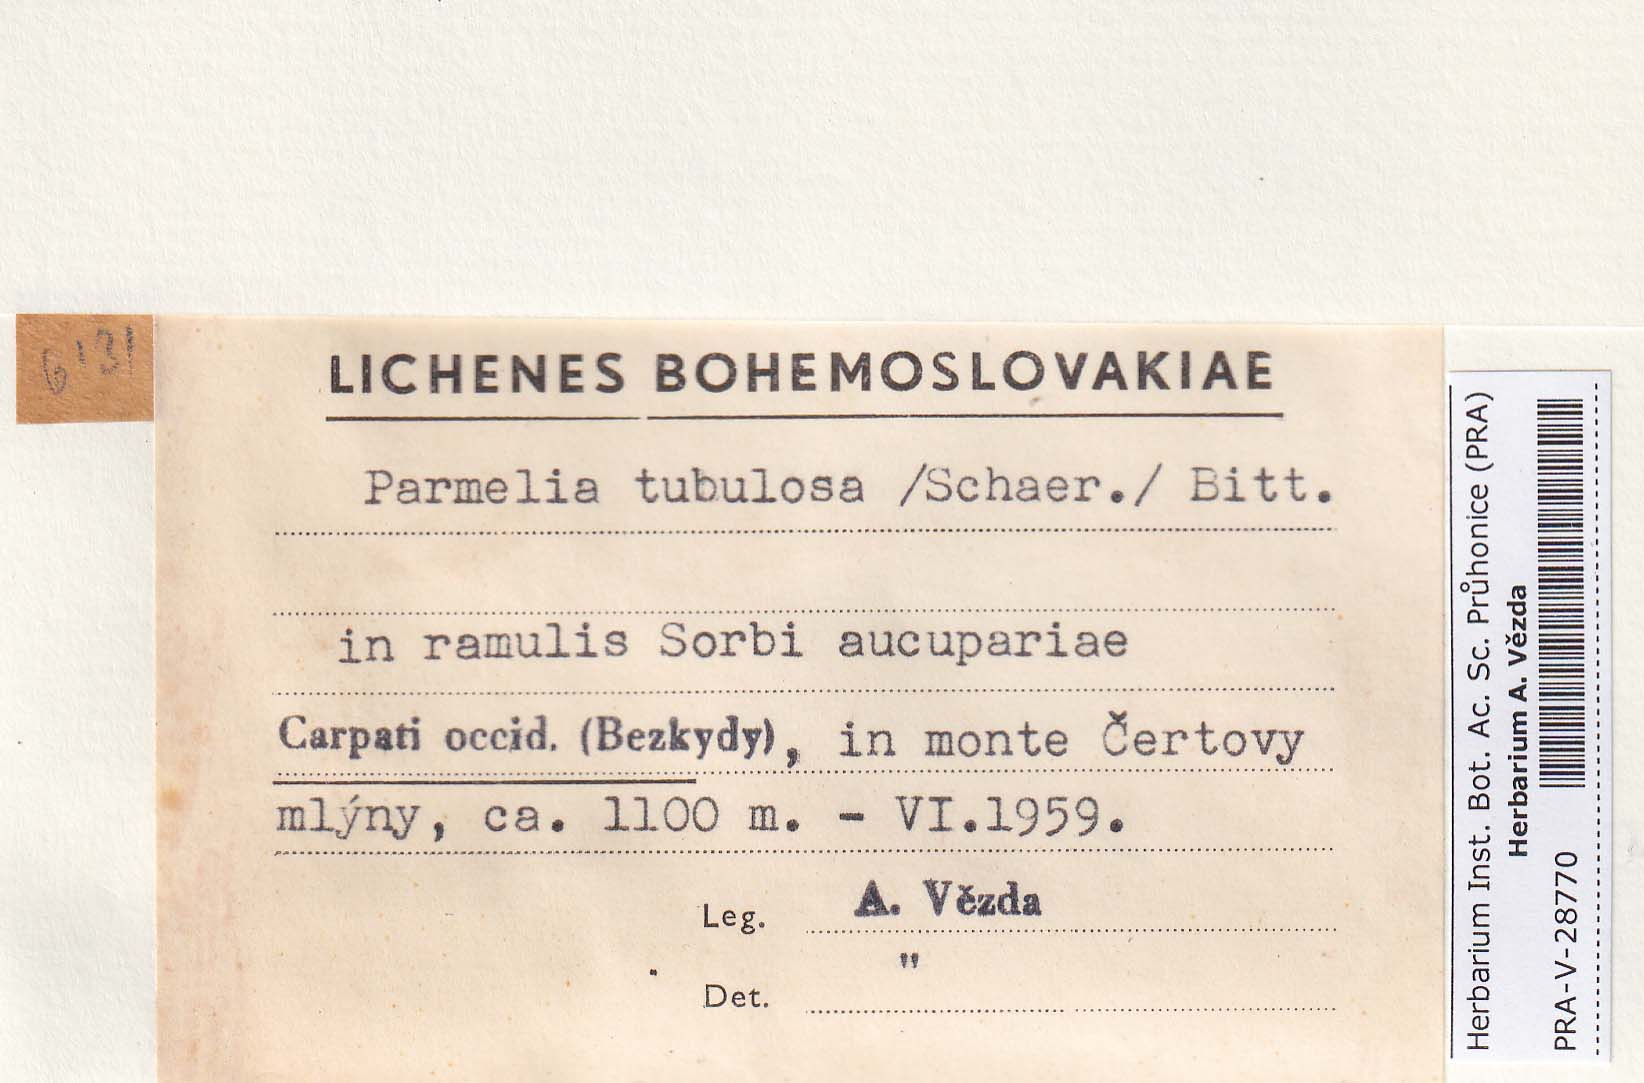 LICHENES BOHEMOSLOVAKIAE
Parmelia tubulosa /Schaer./ Bitt.
in ramulis Sorbi aucupariae
Carpati occid. (Bezkydy), in monte Čertovy
mlýny, ca. 1100 m. - VI.1959.
Leg. A. Vězda
Det. "
Herbarium Inst. Bot. Ac. Sc. Průhonice (PRA)
Herbarium A. Vězda
PRA-V-28770